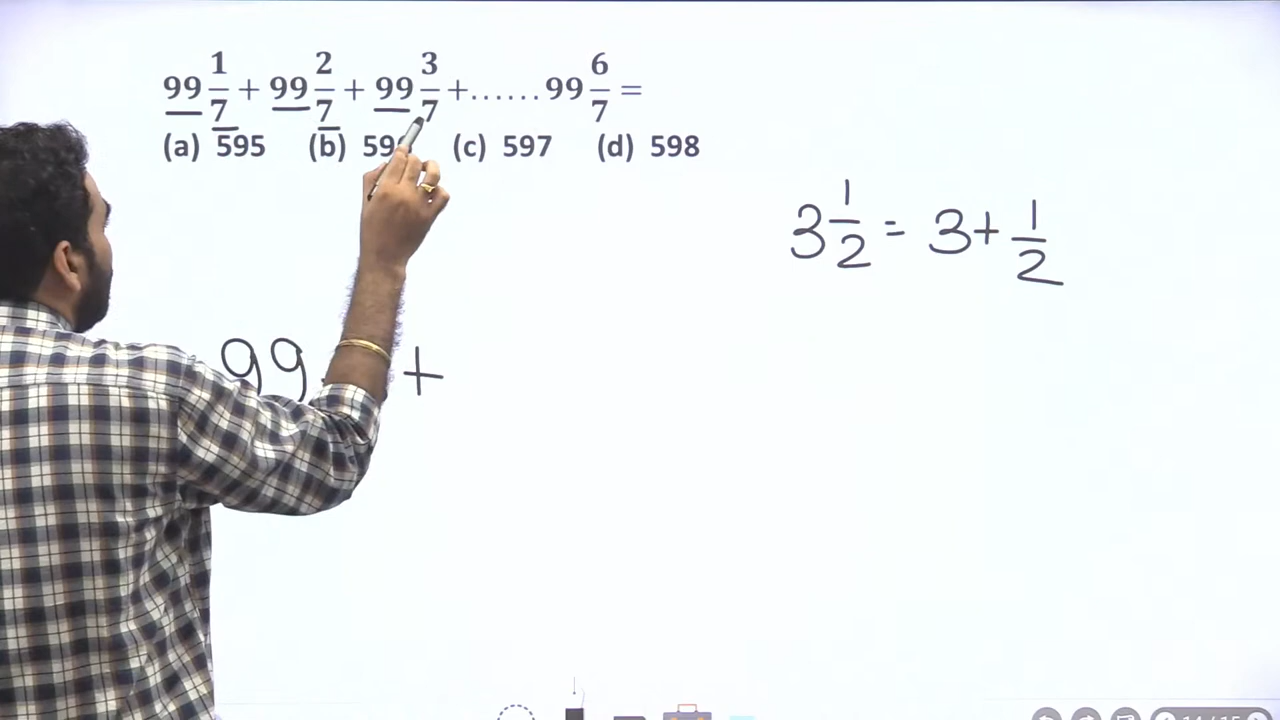 99 1/7 + 99 2/7 + 99 3/7 +......99 6/7 =
(a) 595 (b) 59 (c) 597 (d) 598
3 1/2 = 3 + 1/2
99 +